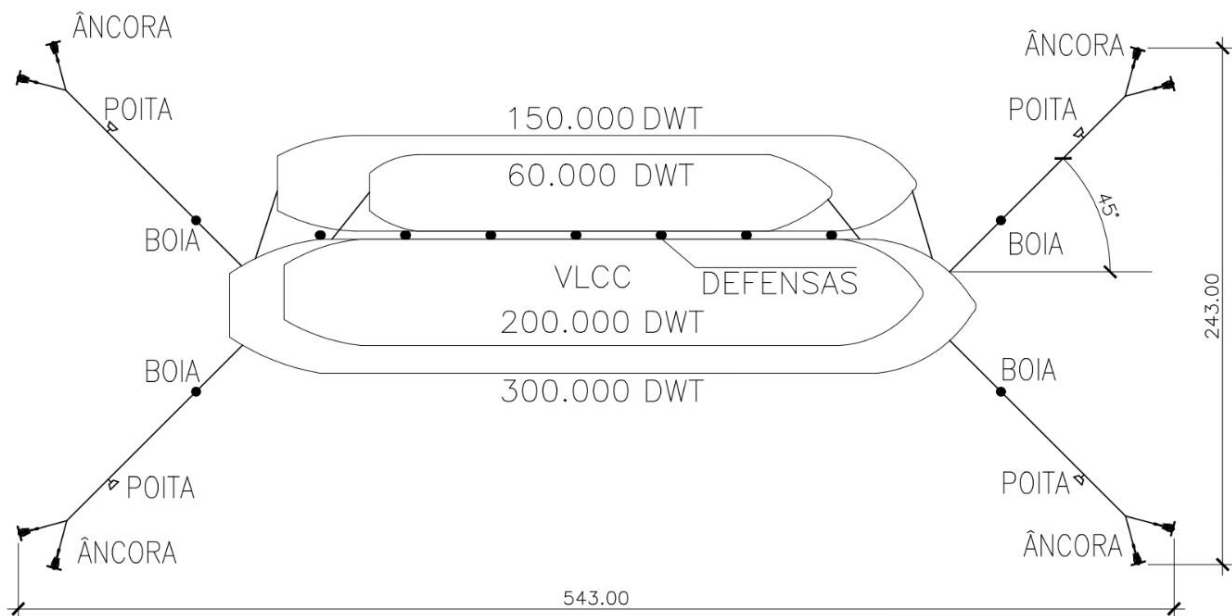 ÂNCORA
ÂNCORA
POITA
POITA
150.000 DWT
60.000 DWT
45°
BOIA
BOIA
VLCC
DEFENSAS
200.000 DWT
243.00
BOIA
BOIA
300.000 DWT
POITA
POITA
ÂNCORA
ÂNCORA
543.00